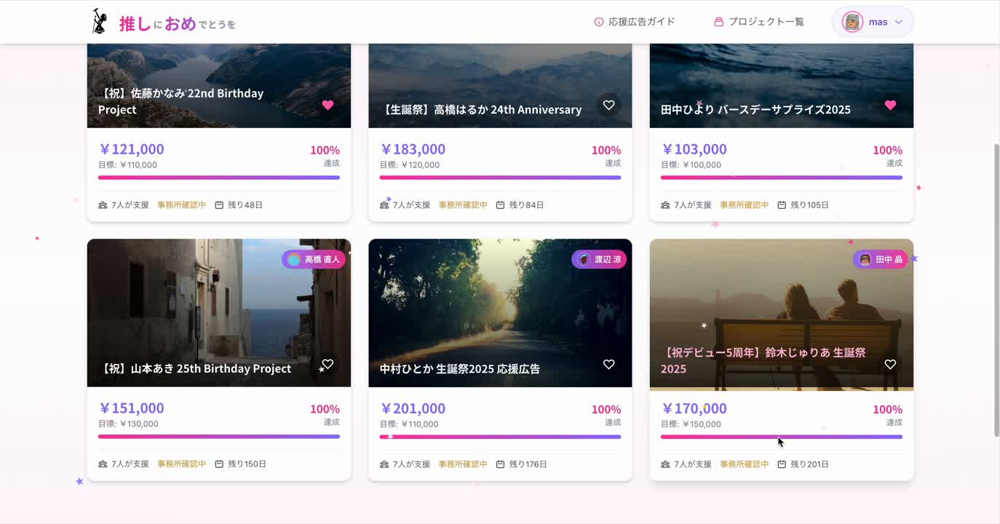 推しにおめでとうを
応援広告ガイド
プロジェクト一覧
mas
【祝】佐藤かなみ 22nd Birthday
Project
【生誕祭】高橋はるか 24th Anniversary
田中ひより バースデーサプライズ2025
￥121,000
100%
目標: ￥110,000
達成
7人が支援
事務所確認中
残り48日
￥183,000
100%
目標: ￥120,000
達成
7人が支援
事務所確認中
残り84日
￥103,000
100%
目標: ￥100,000
達成
7人が支援
事務所確認中
残り105日
高橋 直人
【祝】山本あき 25th Birthday Project
￥151,000
100%
目標: ￥130,000
達成
7人が支援
事務所確認中
残り150日
渡辺 涼
中村ひとか 生誕祭2025 応援広告
￥201,000
100%
目標: ￥110,000
達成
7人が支援
事務所確認中
残り176日
田中 晶
【祝デビュー5周年】鈴木じゅりあ 生誕祭
2025
￥170,000
100%
目標: ￥150,000
達成
7人が支援
事務所確認中
残り201日